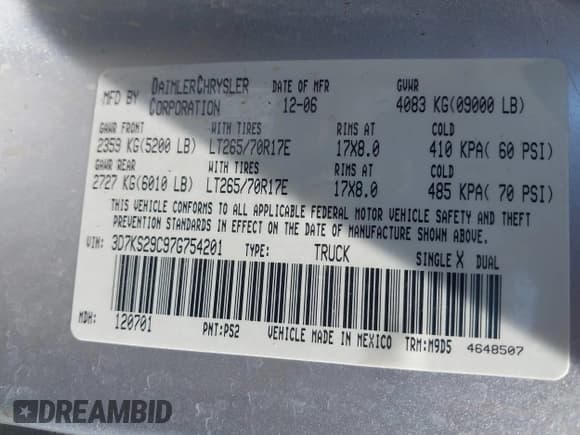 MFD BY DAIMLERCHRYSLER CORPORATION DATE OF MFR 12-06 GVWR 4083 KG(09000 LB)
GAWR FRONT WITH TIRES RIMS AT COLD
2359 KG(5200 LB) LT265/70R17E 17X8.0 410 KPA( 60 PSI)
GAWR REAR WITH TIRES RIMS AT COLD
2727 KG(6010 LB) LT265/70R17E 17X8.0 485 KPA( 70 PSI)
THIS VEHICLE CONFORMS TO ALL APPLICABLE FEDERAL MOTOR VEHICLE SAFETY AND THEFT
PREVENTION STANDARDS IN EFFECT ON THE DATE OF MANUFACTURE SHOWN ABOVE.
VIN: 3D7KS29C97G754201 TYPE: TRUCK SINGLE X DUAL
MDH: 120701 PNT:PS2 VEHICLE MADE IN MEXICO TRM:M9D5 4648507
DREAMBID